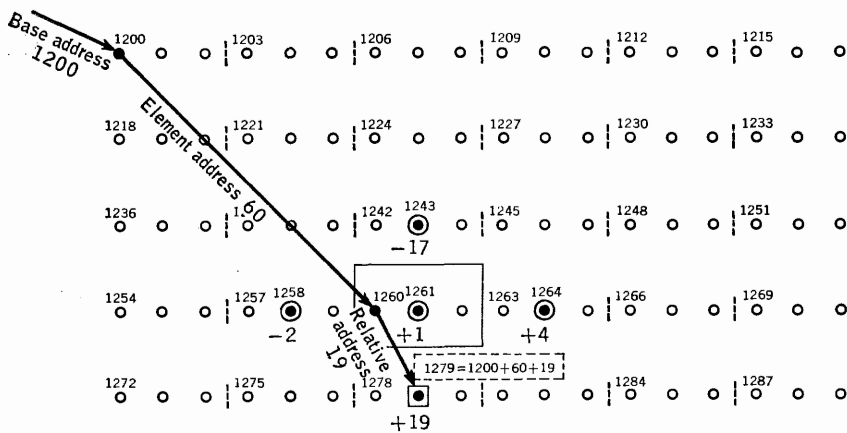 Base address
1200
1200 1203 1206 1209 1212 1215
Element address 60
1218 1221 1224 1227 1230 1233
1236 1 1242 1243 1245 1248 1251
-17
1254 1257 1258 1260 1261 1263 1264 1266 1269
-2 +1 +4
Relative
address
19
1279=1200+60+19
1272 1275 1278 1284 1287
+19